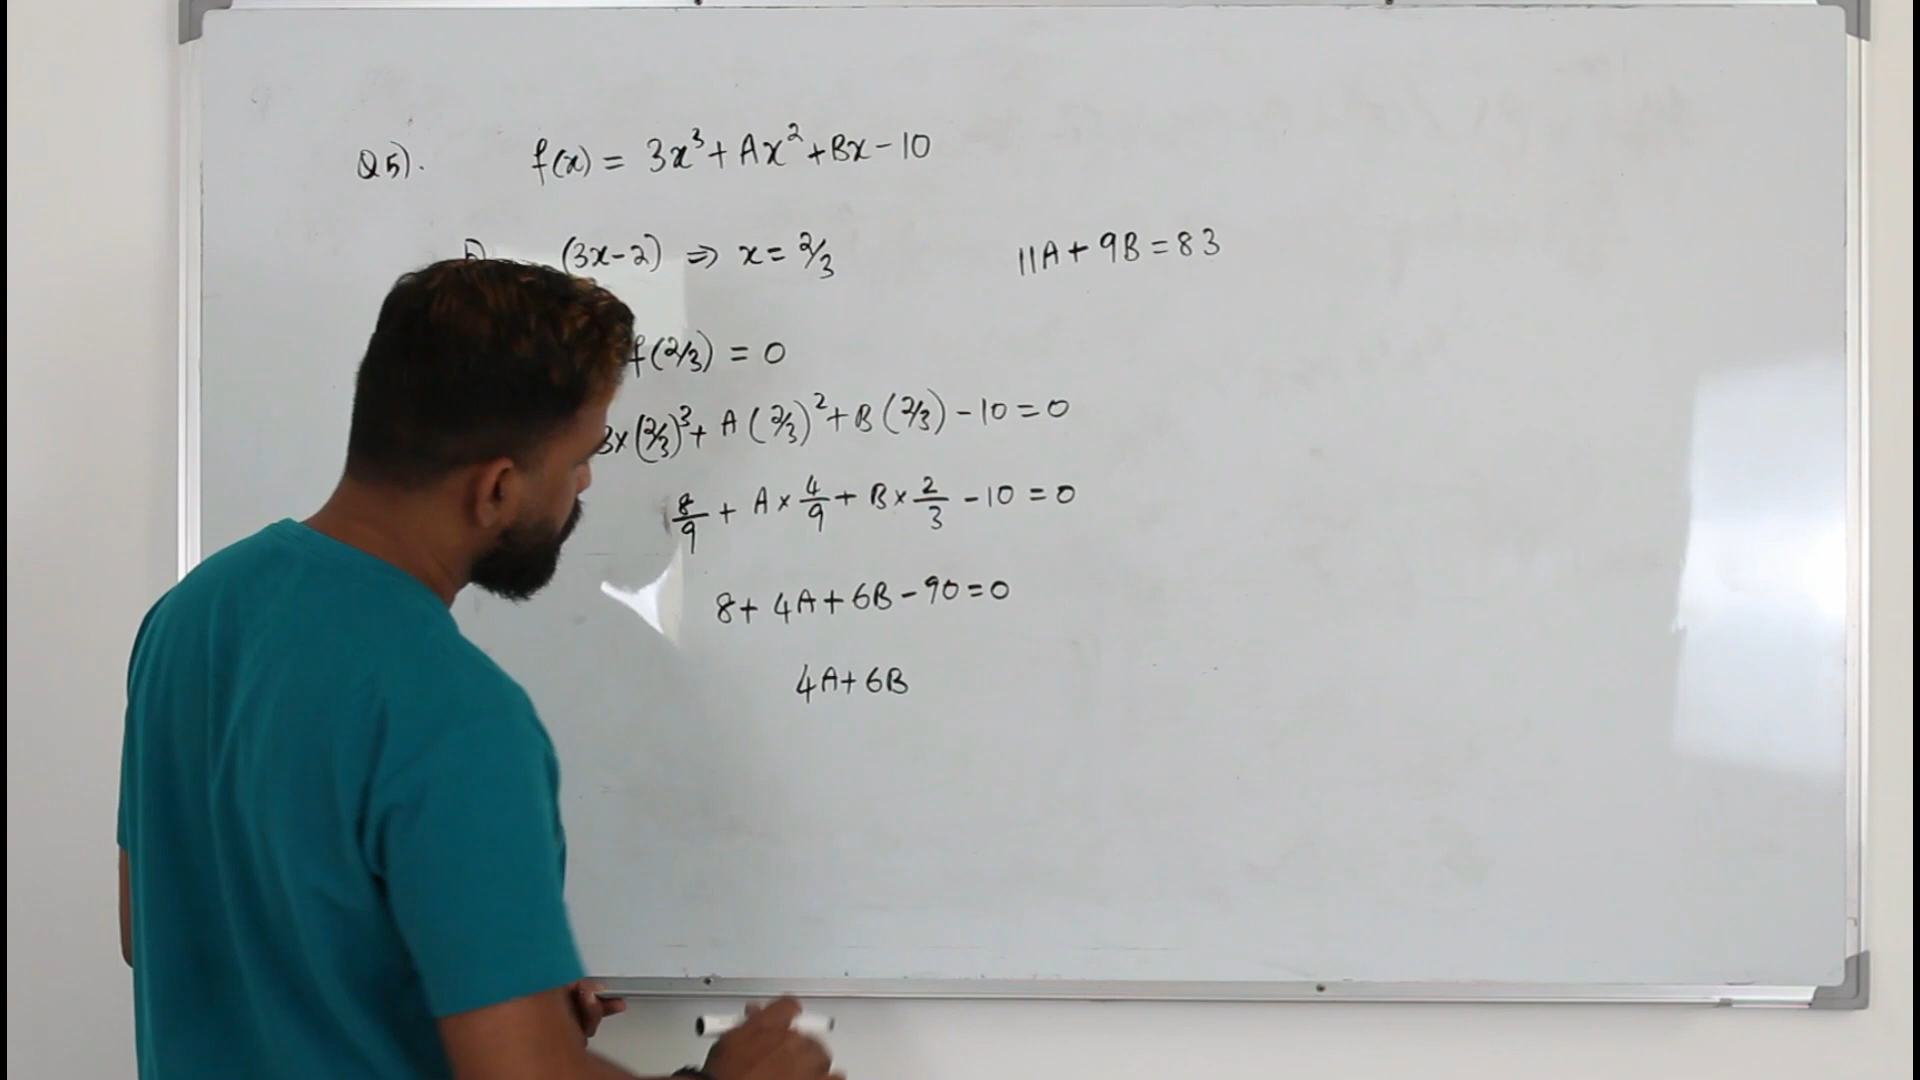 Q5). f(x) = 3x³ + Ax² + Bx - 10
(3x-2) ⇒ x = 2/3
11A + 9B = 83
f(2/3) = 0
3×(2/3)³ + A(2/3)² + B(2/3) - 10 = 0
8/9 + A × 4/9 + B × 2/3 - 10 = 0
8 + 4A + 6B - 90 = 0
4A + 6B